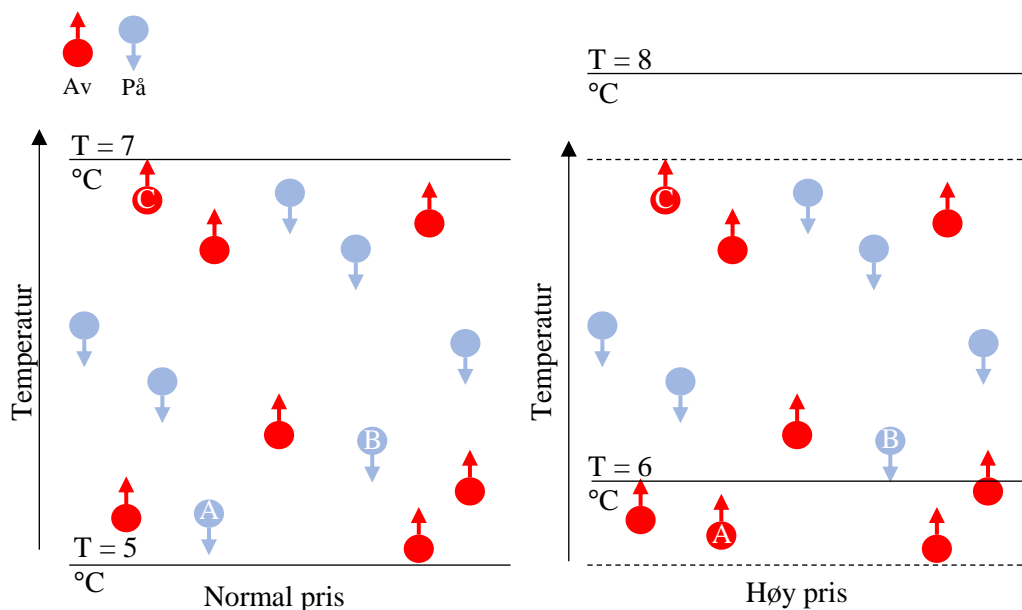 Av På
T = 7
°C
C
B
A
T = 5
°C
Temperatur
Normal pris
T = 8
°C
C
B
T = 6
°C
A
Temperatur
Høy pris